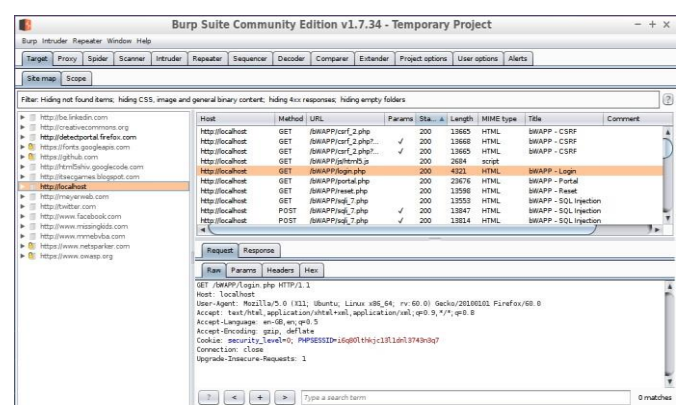 Burp Suite Community Edition v1.7.34 - Temporary Project
Burp Intruder Repeater Window Help
Target Proxy Spider Scanner Intruder Repeater Sequencer Decoder Comparer Extender Project options User options Alerts
Site map Scope
Filter: Hiding not found items; hiding CSS, image and general binary content; hiding 4xx responses; hiding empty folders ?
http://be.linkedin.com
http://creativecommons.org
http://detectportal.firefox.com
https://fonts.googleapis.com
https://github.com
http://html5shiv.googlecode.com
http://itsecgames.blogspot.com
http://localhost
http://meyerweb.com
http://twitter.com
http://www.facebook.com
http://www.missingkids.com
http://www.mmebvba.com
https://www.netsparker.com
https://www.owasp.org
Host Method URL Params Sta... Length MIME type Title Comment
http://localhost GET /bWAPP/csrf_2.php 200 13665 HTML bWAPP - CSRF
http://localhost GET /bWAPP/csrf_2.php?... ✓ 200 13668 HTML bWAPP - CSRF
http://localhost GET /bWAPP/csrf_2.php?... ✓ 200 13665 HTML bWAPP - CSRF
http://localhost GET /bWAPP/js/html5.js 200 2684 script
http://localhost GET /bWAPP/login.php 200 4321 HTML bWAPP - Login
http://localhost GET /bWAPP/portal.php 200 23676 HTML bWAPP - Portal
http://localhost GET /bWAPP/reset.php 200 13598 HTML bWAPP - Reset
http://localhost GET /bWAPP/sqli_7.php 200 13553 HTML bWAPP - SQL Injection
http://localhost POST /bWAPP/sqli_7.php ✓ 200 13847 HTML bWAPP - SQL Injection
http://localhost POST /bWAPP/sqli_7.php ✓ 200 13814 HTML bWAPP - SQL Injection
Request Response
Raw Params Headers Hex
GET /bWAPP/login.php HTTP/1.1
Host: localhost
User-Agent: Mozilla/5.0 (X11; Ubuntu; Linux x86_64; rv:60.0) Gecko/20100101 Firefox/60.0
Accept: text/html,application/xhtml+xml,application/xml;q=0.9,*/*;q=0.8
Accept-Language: en-GB,en;q=0.5
Accept-Encoding: gzip, deflate
Cookie: security_level=0; PHPSESSID=i6q80lthkjc13l1dnl3743n3q7
Connection: close
Upgrade-Insecure-Requests: 1
? < + > Type a search term 0 matches